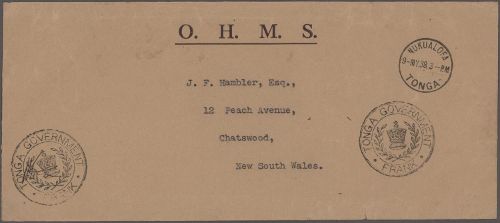 O. H. M. S.
NUKUALOFA
TONGA
J. F. Hambler, Esq.,
12 Peach Avenue,
Chatswood,
New South Wales.
TONGA GOVERNMENT
FRANK
TONGA GOVERNMENT
FRANK